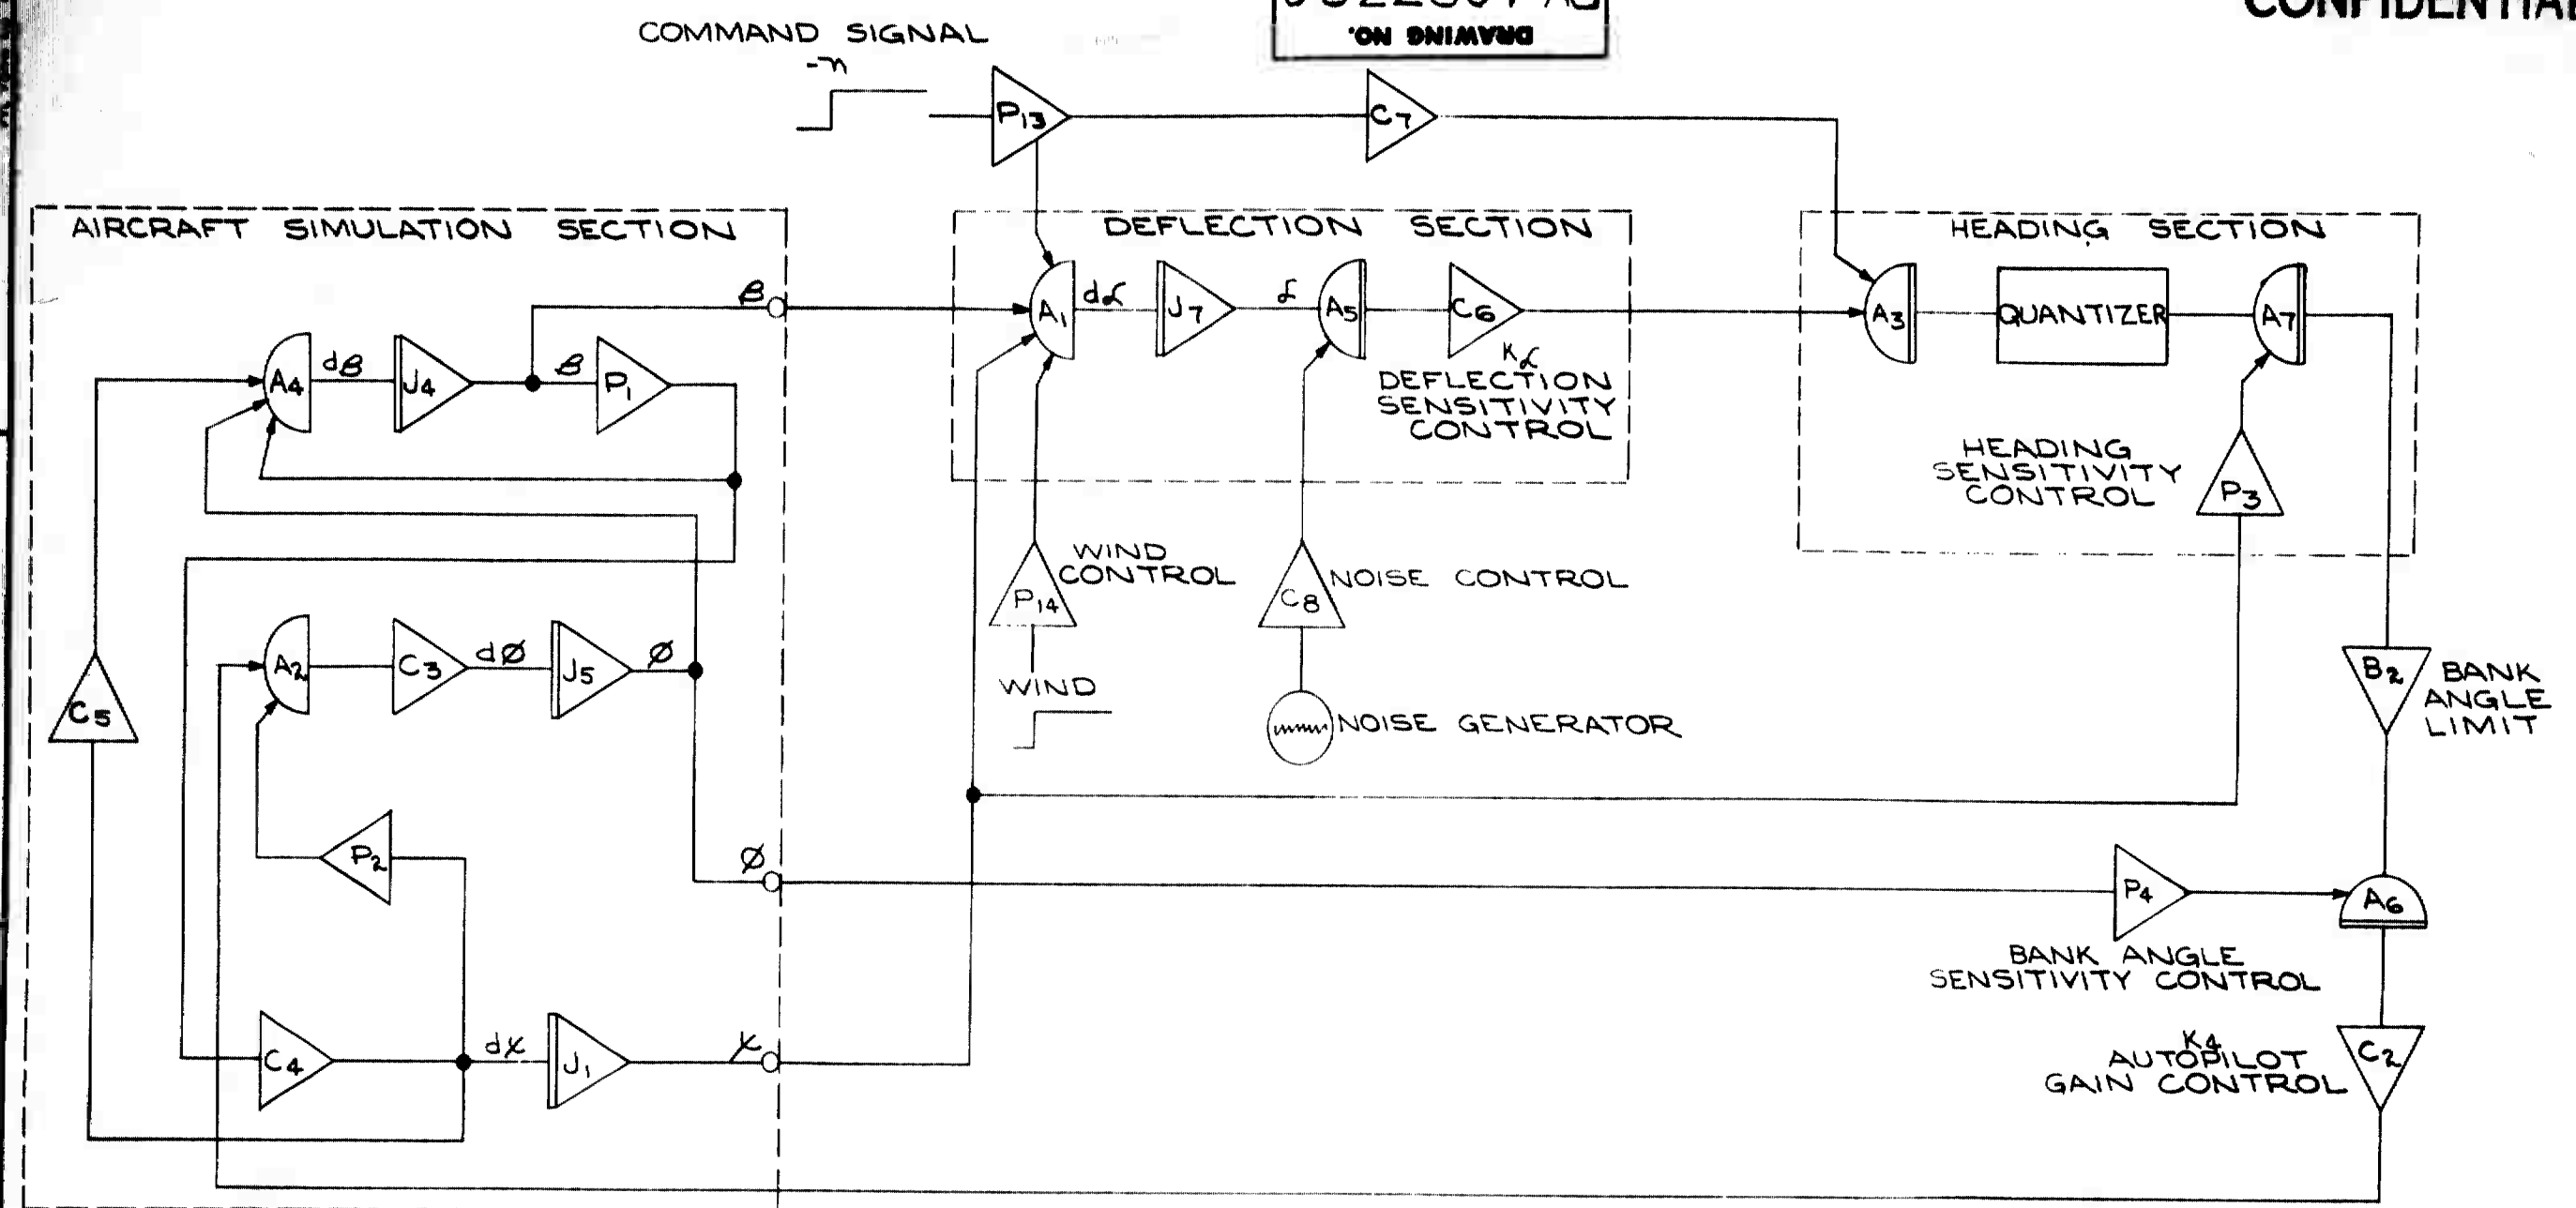 CONFIDENTIAL
DRAWING NO.
COMMAND SIGNAL
-n
P13
C7
AIRCRAFT SIMULATION SECTION
DEFLECTION SECTION
HEADING SECTION
β
A1
dɣ
J7
A5
C6
A3
QUANTIZER
A7
K
DEFLECTION
SENSITIVITY
CONTROL
A4
dβ
J4
β
P1
HEADING
SENSITIVITY
CONTROL
P3
WIND
CONTROL
P14
WIND
NOISE CONTROL
C8
NOISE GENERATOR
A2
C3
dØ
J5
Ø
C5
B2
BANK
ANGLE
LIMIT
P2
Ø
P4
A6
BANK ANGLE
SENSITIVITY CONTROL
C4
dX
J1
X
K4
AUTOPILOT
GAIN CONTROL
C2